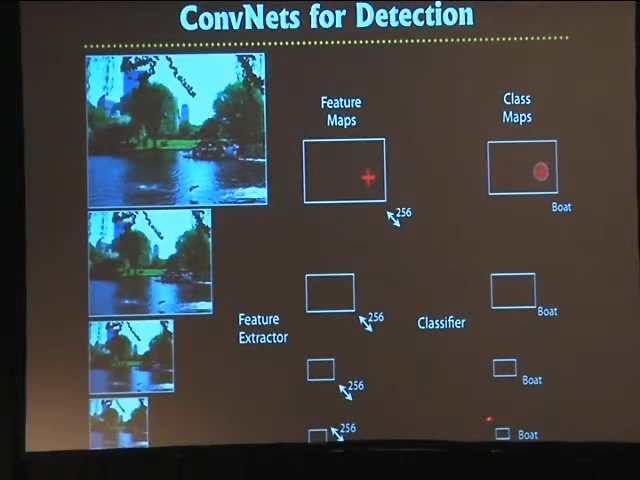 ConvNets for Detection
Feature
Maps
Class
Maps
256
Boat
256
Boat
Feature
Extractor
Classifier
256
Boat
256
Boat